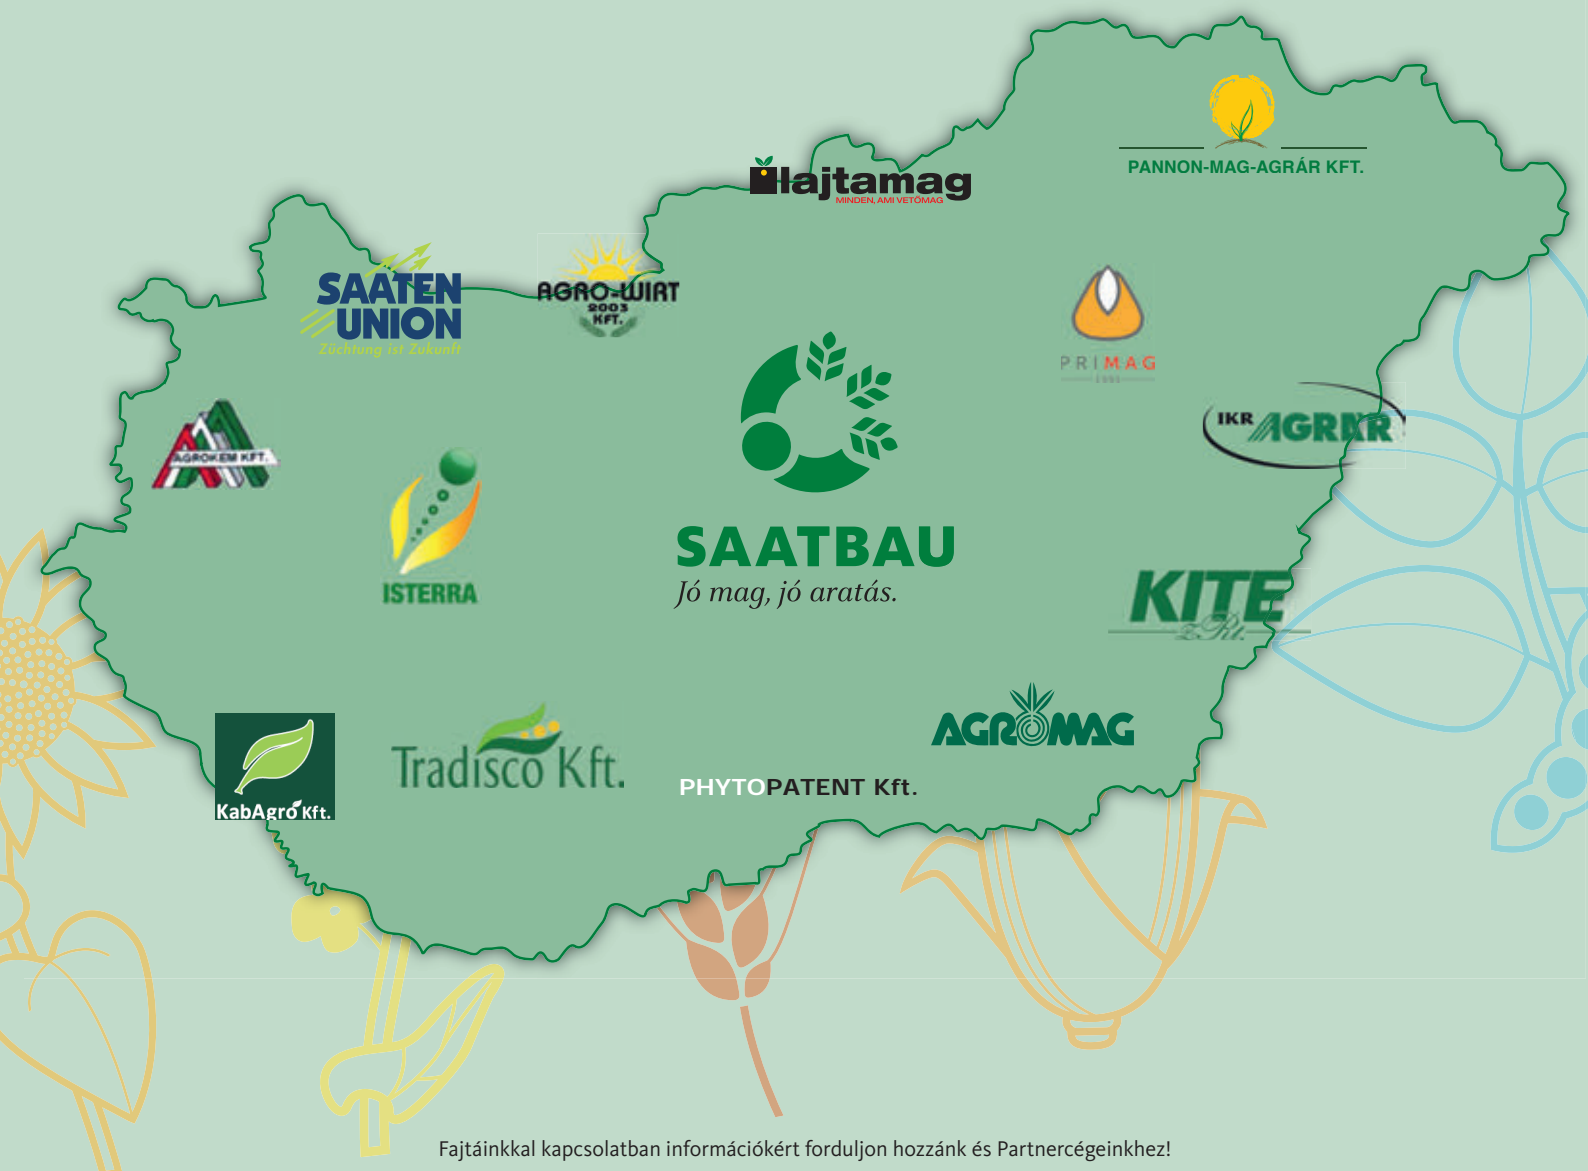 PANNON-MAG-AGRÁR KFT.
lajtamag
MINDEN, AMI VETŐMAG
SAATEN
UNION
Züchtung ist Zukunft
AGRO-WIRT
2003
KFT.
PRIMAG
1991
AGROKEM KFT.
IKR AGRÁR
ISTERRA
SAATBAU
Jó mag, jó aratás.
KITE
zRt.
AGROMAG
KabAgro Kft.
Tradisco Kft.
PHYTOPATENT Kft.
Fajtáinkkal kapcsolatban információkért forduljon hozzánk és Partnercégeinkhez!